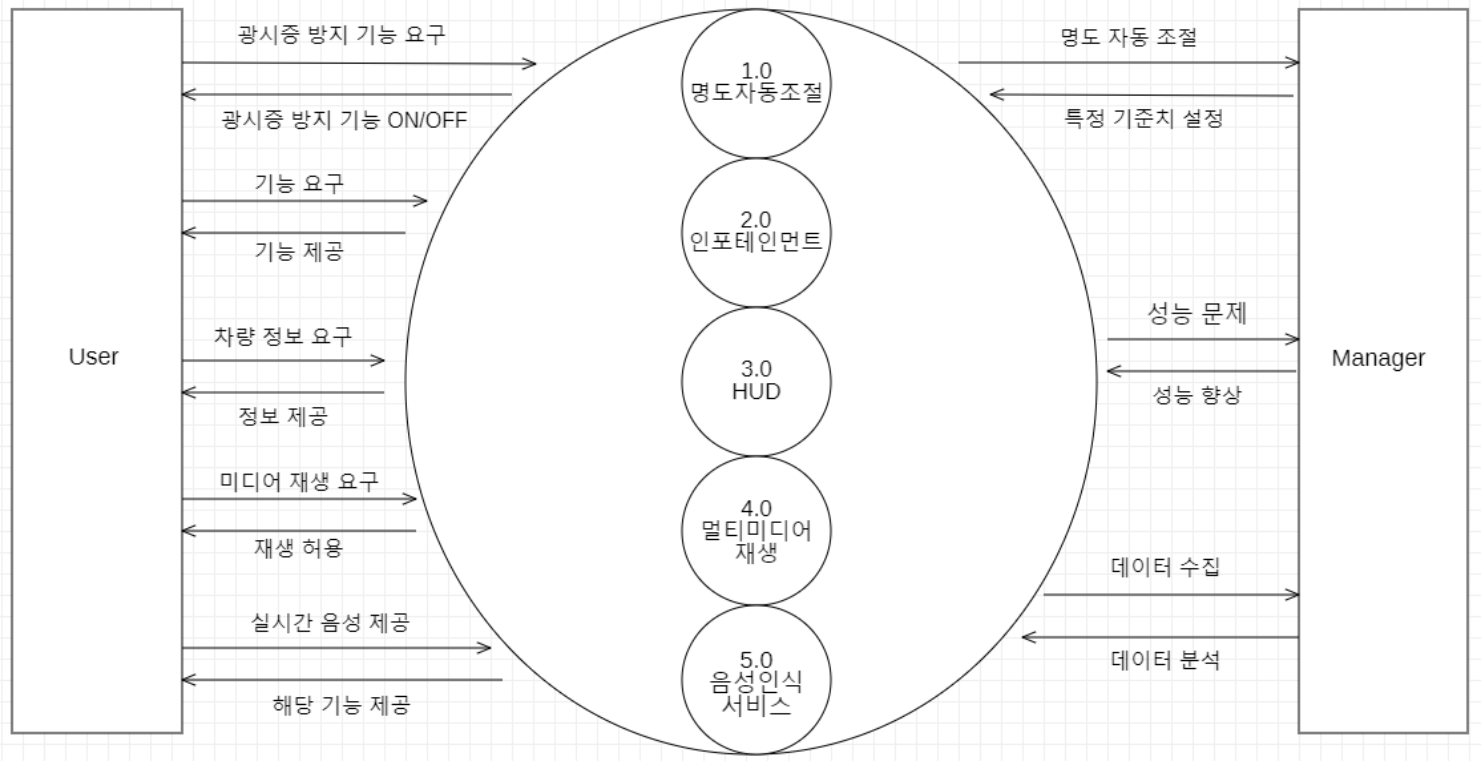 광시증 방지 기능 요구
광시증 방지 기능 ON/OFF
기능 요구
기능 제공
User
차량 정보 요구
정보 제공
미디어 재생 요구
재생 허용
실시간 음성 제공
해당 기능 제공
1.0
명도자동조절
2.0
인포테인먼트
3.0
HUD
4.0
멀티미디어
재생
5.0
음성인식
서비스
명도 자동 조절
특정 기준치 설정
성능 문제
성능 향상
Manager
데이터 수집
데이터 분석